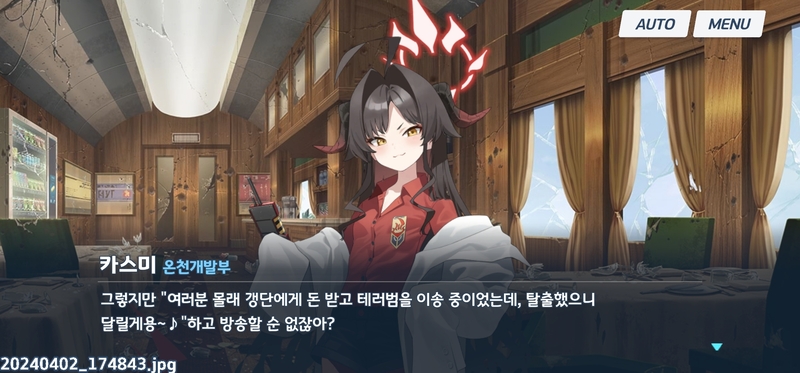 AUTO
MENU
카스미 온천개발부
그렇지만 "여러분 몰래 갱단에게 돈 받고 테러범을 이송 중이었는데, 탈출했으니
달릴게용~♪"하고 방송할 순 없잖아?
20240402_174843.jpg